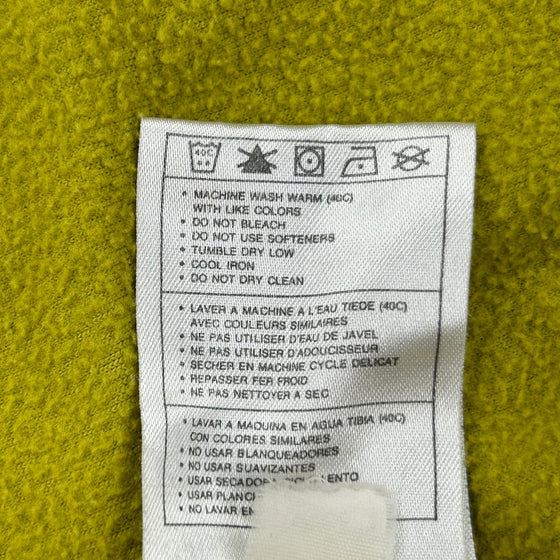 40C
• MACHINE WASH WARM (40C)
WITH LIKE COLORS
• DO NOT BLEACH
• DO NOT USE SOFTENERS
• TUMBLE DRY LOW
• COOL IRON
• DO NOT DRY CLEAN
• LAVER A MACHINE A L'EAU TIEDE (40C)
AVEC COULEURS SIMILAIRES
• NE PAS UTILISER D'EAU DE JAVEL
• NE PAS UTILISER D'ADOUCISSEUR
• SECHER EN MACHINE CYCLE DELICAT
• REPASSER FER FROID
• NE PAS NETTOYER A SEC
• LAVAR A MAQUINA EN AGUA TIBIA (40C)
CON COLORES SIMILARES
• NO USAR BLANQUEADORES
• NO USAR SUAVIZANTES
• USAR
• USAR
• NO LAVAR EN